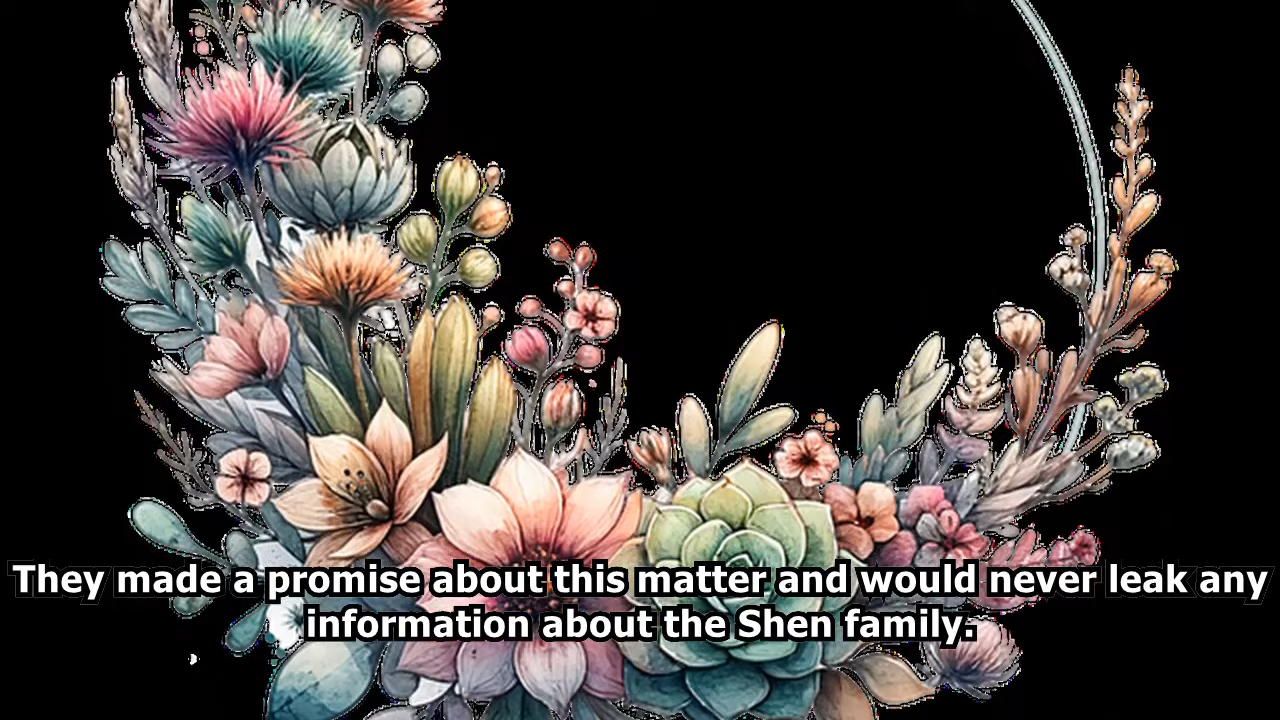 They made a promise about this matter and would never leak any
information about the Shen family.